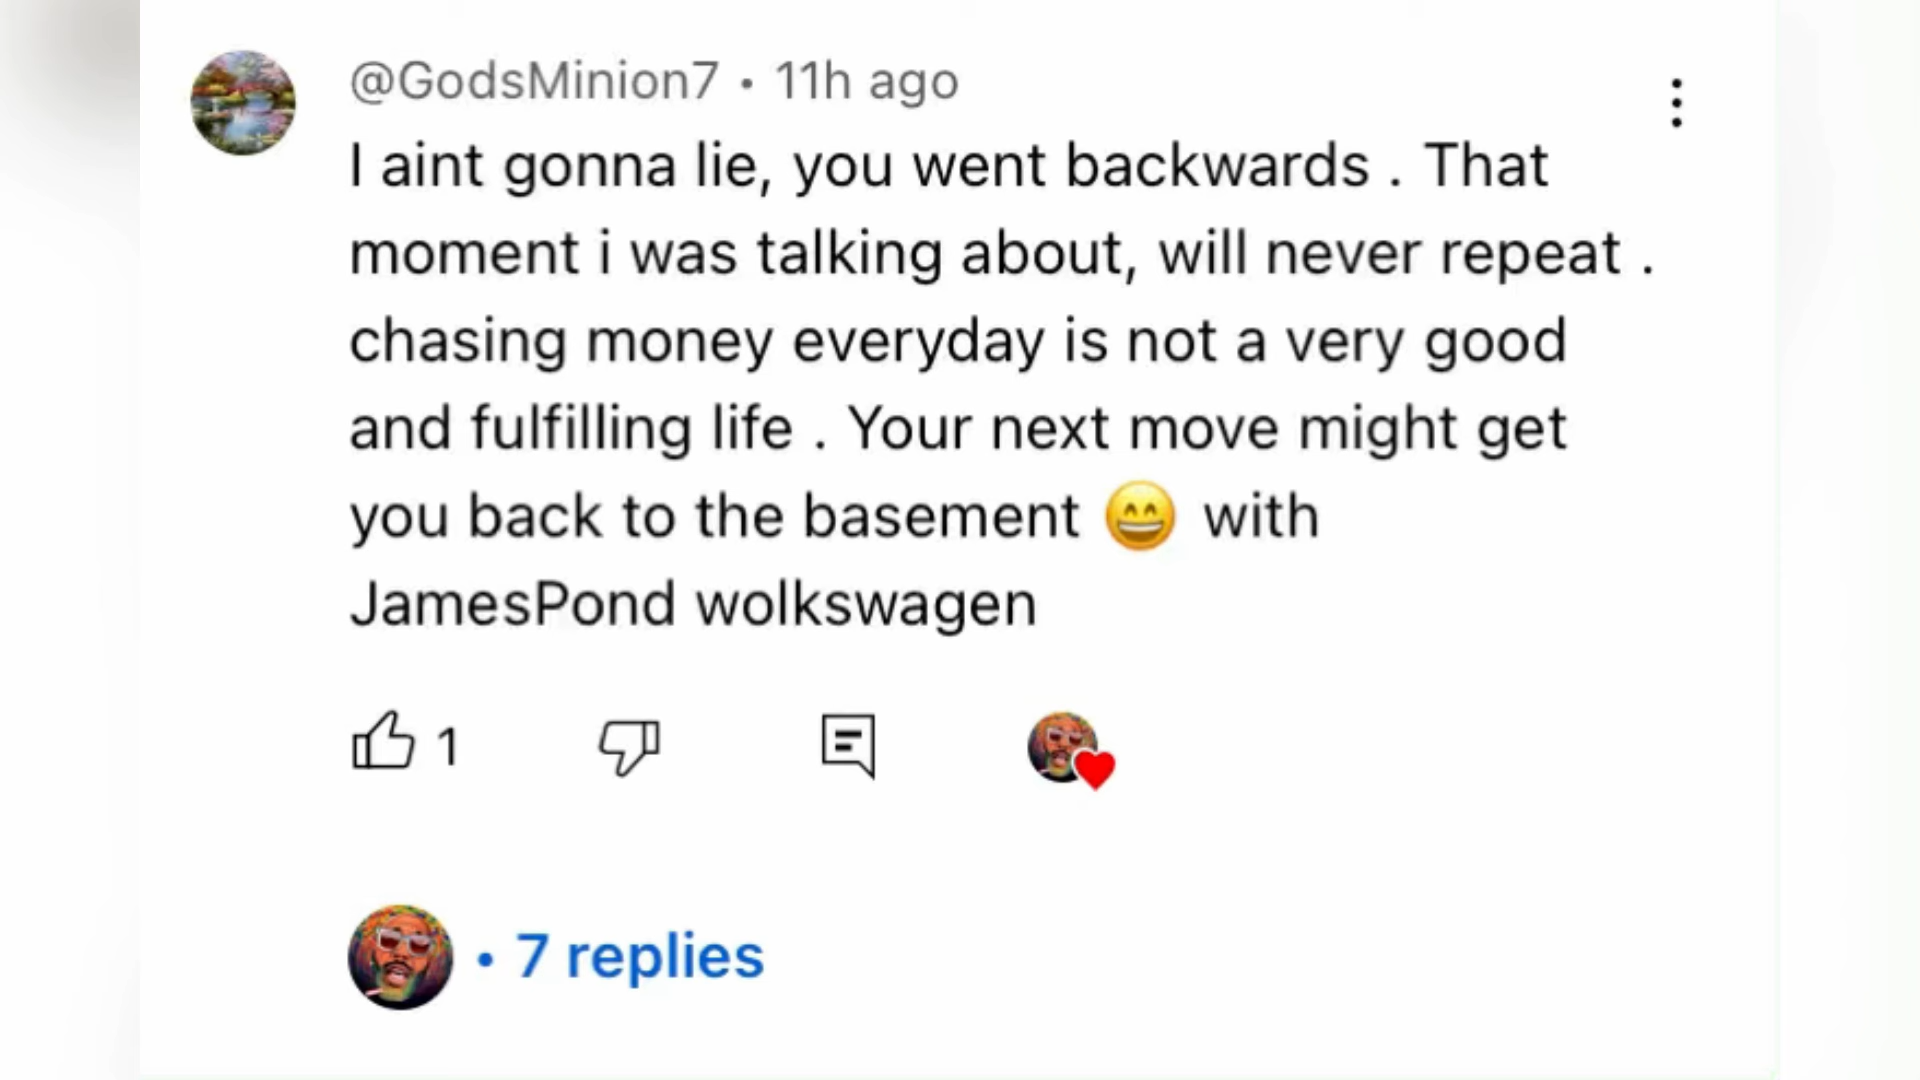 @GodsMinion7 • 11h ago
I aint gonna lie, you went backwards . That
moment i was talking about, will never repeat .
chasing money everyday is not a very good
and fulfilling life . Your next move might get
you back to the basement 😄 with
JamesPond wolkswagen
1
• 7 replies